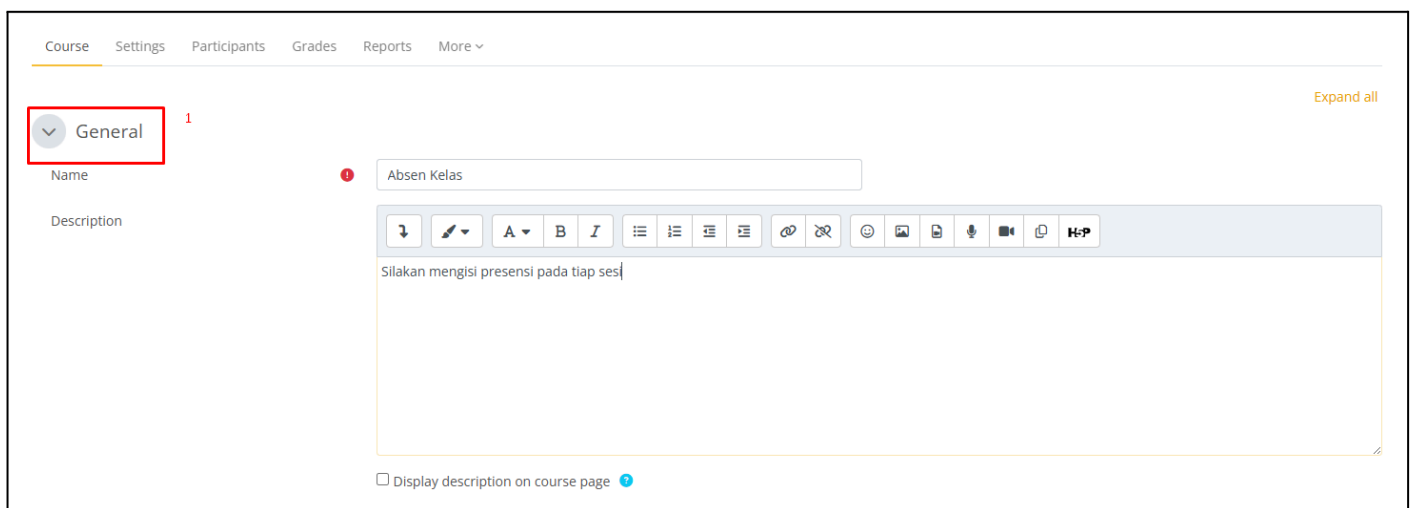 Course Settings Participants Grades Reports More
Expand all
General 1
Name Absen Kelas
Description
A B I H5P
Silakan mengisi presensi pada tiap sesi
Display description on course page